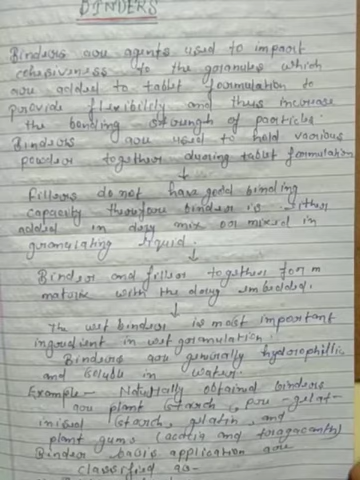 BINDERS
Binders are agents used to impart
cohesiveness to the granules which
are added to tablet formulation to
provide flexibility and thus increase
the bonding strength of particles.
Binders are used to hold various
powder together during tablet formulation
↓
Fillers do not have good binding
capacity therefore binder is either
added in dry mix or mixed in
granulating liquid.
↓
Binder and filler together form
matrix with the drug embedded.
↓
The wet binder is most important
ingredient in wet granulation.
Binders are generally hydrophillic
and soluble in water.
Example - Naturally obtained binders
are plant starch, pre-gelat-
inised starch, gelatin, and
plant gums (acacia and tragacanth)
Binder basis application are
classified as-